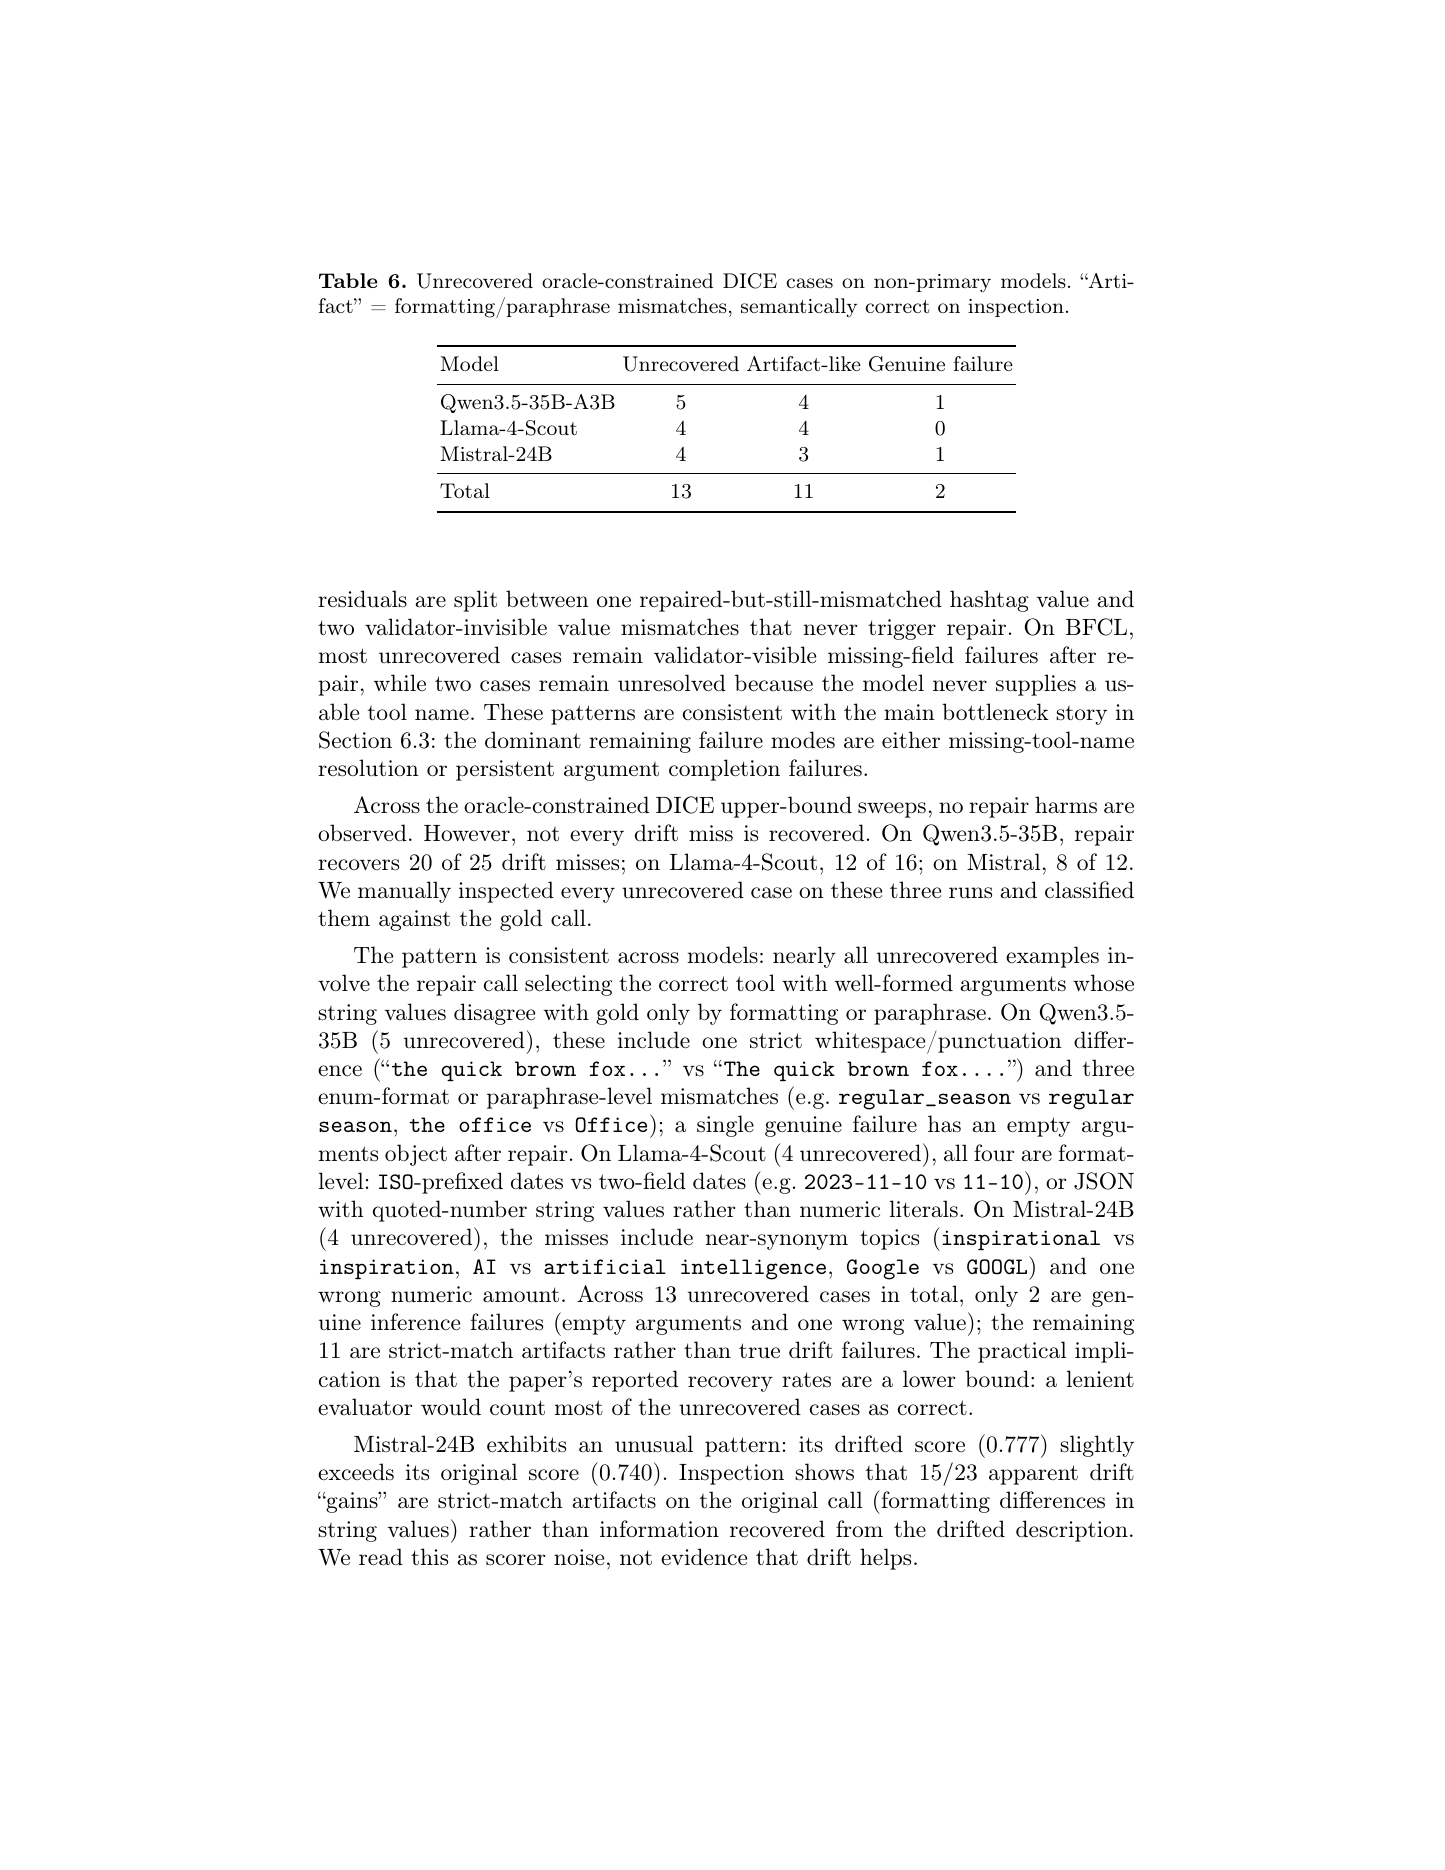 Table 6. Unrecovered oracle-constrained DICE cases on non-primary models. “Arti-
fact” = formatting/paraphrase mismatches, semantically correct on inspection.
Model Unrecovered Artifact-like Genuine failure
Qwen3.5-35B-A3B 5 4 1
Llama-4-Scout 4 4 0
Mistral-24B 4 3 1
Total 13 11 2
residuals are split between one repaired-but-still-mismatched hashtag value and
two validator-invisible value mismatches that never trigger repair. On BFCL,
most unrecovered cases remain validator-visible missing-field failures after re-
pair, while two cases remain unresolved because the model never supplies a us-
able tool name. These patterns are consistent with the main bottleneck story in
Section 6.3: the dominant remaining failure modes are either missing-tool-name
resolution or persistent argument completion failures.
Across the oracle-constrained DICE upper-bound sweeps, no repair harms are
observed. However, not every drift miss is recovered. On Qwen3.5-35B, repair
recovers 20 of 25 drift misses; on Llama-4-Scout, 12 of 16; on Mistral, 8 of 12.
We manually inspected every unrecovered case on these three runs and classified
them against the gold call.
The pattern is consistent across models: nearly all unrecovered examples in-
volve the repair call selecting the correct tool with well-formed arguments whose
string values disagree with gold only by formatting or paraphrase. On Qwen3.5-
35B (5 unrecovered), these include one strict whitespace/punctuation differ-
ence (“the quick brown fox...” vs “The quick brown fox....”) and three
enum-format or paraphrase-level mismatches (e.g. regular_season vs regular
season, the office vs Office); a single genuine failure has an empty argu-
ments object after repair. On Llama-4-Scout (4 unrecovered), all four are format-
level: ISO-prefixed dates vs two-field dates (e.g. 2023-11-10 vs 11-10), or JSON
with quoted-number string values rather than numeric literals. On Mistral-24B
(4 unrecovered), the misses include near-synonym topics (inspirational vs
inspiration, AI vs artificial intelligence, Google vs GOOGL) and one
wrong numeric amount. Across 13 unrecovered cases in total, only 2 are gen-
uine inference failures (empty arguments and one wrong value); the remaining
11 are strict-match artifacts rather than true drift failures. The practical impli-
cation is that the paper’s reported recovery rates are a lower bound: a lenient
evaluator would count most of the unrecovered cases as correct.
Mistral-24B exhibits an unusual pattern: its drifted score (0.777) slightly
exceeds its original score (0.740). Inspection shows that 15/23 apparent drift
“gains” are strict-match artifacts on the original call (formatting differences in
string values) rather than information recovered from the drifted description.
We read this as scorer noise, not evidence that drift helps.